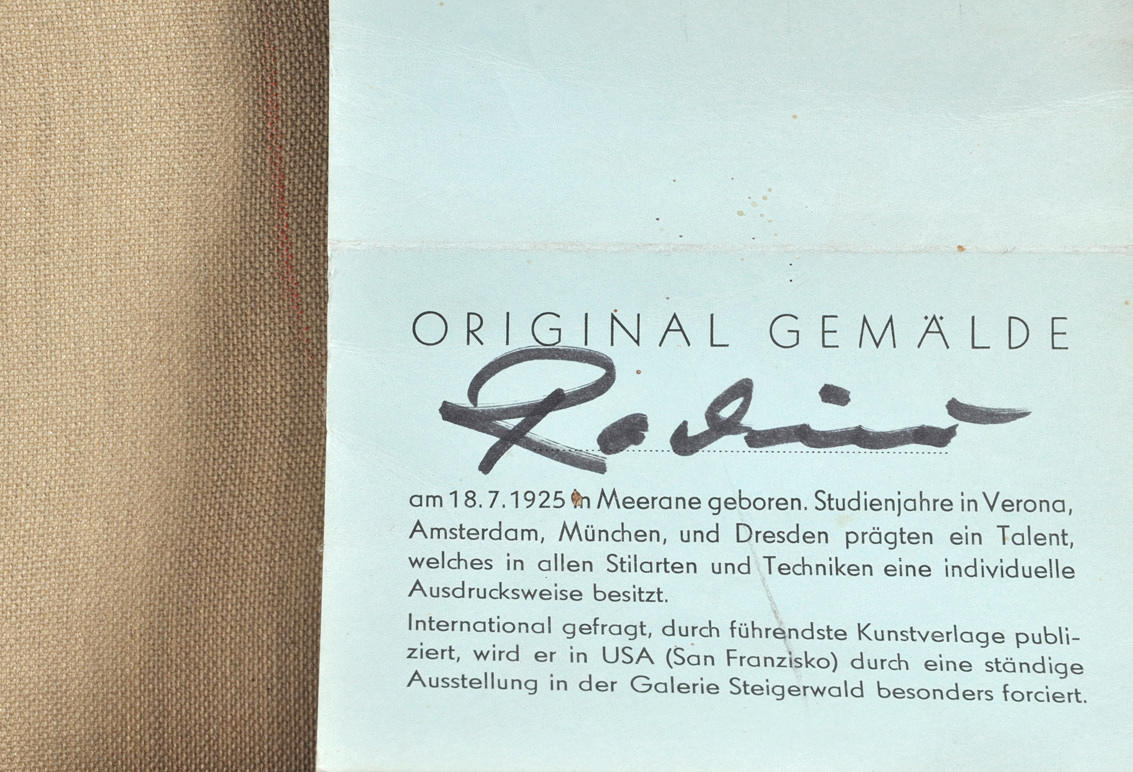 ORIGINAL GEMÄLDE
am 18.7.1925 in Meerane geboren. Studienjahre in Verona,
Amsterdam, München, und Dresden prägten ein Talent,
welches in allen Stilarten und Techniken eine individuelle
Ausdrucksweise besitzt.
International gefragt, durch führendste Kunstverlage publi-
ziert, wird er in USA (San Franzisko) durch eine ständige
Ausstellung in der Galerie Steigerwald besonders forciert.